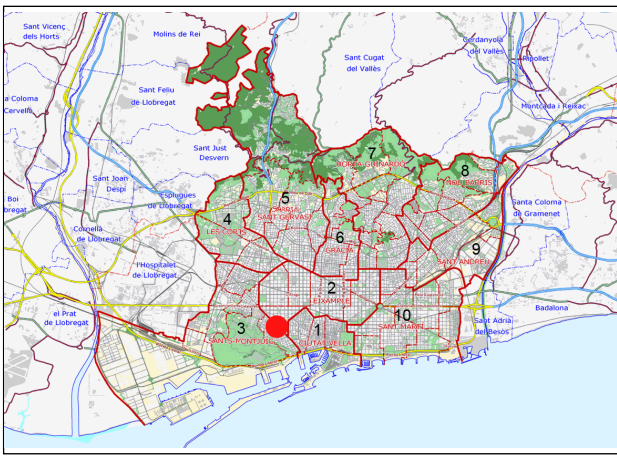 Sant Vicenç
dels Horts
Molins de Rei
Sant Cugat
del Vallès
Cerdanyola
del Vallès
Ripollet
Sant Feliu
de Llobregat
Montcada i Reixac
a Coloma
Cervelló
Sant Just
Desvern
7
HORTA-GUINARDÓ
8
NOU BARRIS
Sant Joan
Despí
Esplugues
de Llobregat
5
SARRIÀ
SANT GERVASI
Santa Coloma
de Gramenet
Boi
bregat
4
LES CORTS
6
GRÀCIA
Cornellà
de Llobregat
9
SANT ANDREU
l'Hospitalet
de Llobregat
2
L'EIXAMPLE
el Prat
de Llobregat
3
SANTS-MONTJUÏC
1
CIUTAT VELLA
10
SANT MARTÍ
Sant Adrià
del Besòs
Badalona